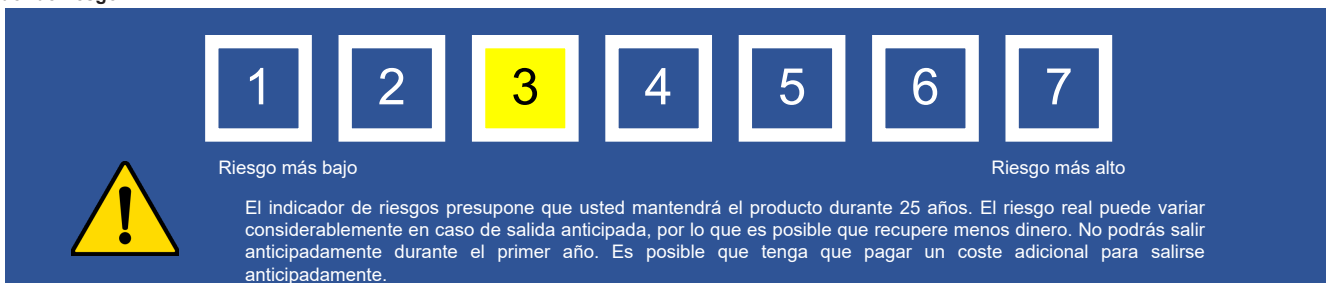 1 2 3 4 5 6 7
Riesgo más bajo Riesgo más alto
El indicador de riesgos presupone que usted mantendrá el producto durante 25 años. El riesgo real puede variar
considerablemente en caso de salida anticipada, por lo que es posible que recupere menos dinero. No podrás salir
anticipadamente durante el primer año. Es posible que tenga que pagar un coste adicional para salirse
anticipadamente.